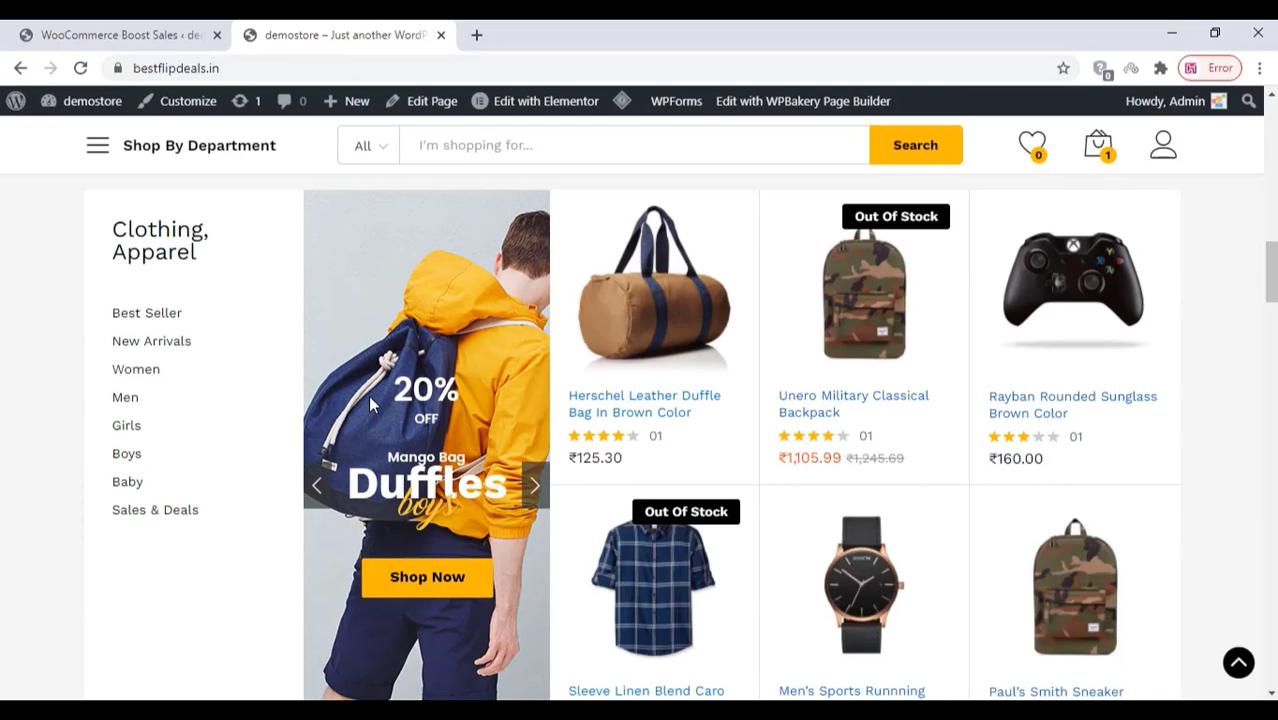 WooCommerce Boost Sales ‹ de
demostore – Just another WordP
bestflipdeals.in
0
Error
demostore
Customize
1
0
New
Edit Page
Edit with Elementor
WPForms
Edit with WPBakery Page Builder
Howdy, Admin
Shop By Department
All
I'm shopping for...
Search
0
1
Clothing,
Apparel
Best Seller
New Arrivals
Women
Men
Girls
Boys
Baby
Sales & Deals
20%
OFF
Mango Bag
Duffles
boys
Shop Now
Herschel Leather Duffle
Bag In Brown Color
01
₹125.30
Out Of Stock
Unero Military Classical
Backpack
01
₹1,105.99 ₹1,245.69
Rayban Rounded Sunglass
Brown Color
01
₹160.00
Out Of Stock
Sleeve Linen Blend Caro
Men's Sports Runnning
Paul's Smith Sneaker